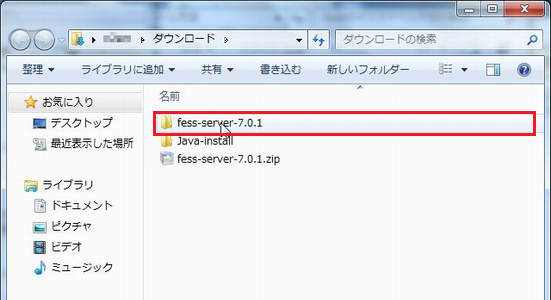 ダウンロード
ダウンロードの検索
整理 ライブラリに追加 共有 書き込む 新しいフォルダー
お気に入り
デスクトップ
最近表示した場所
ライブラリ
ドキュメント
ピクチャ
ビデオ
ミュージック
名前
fess-server-7.0.1
Java-install
fess-server-7.0.1.zip